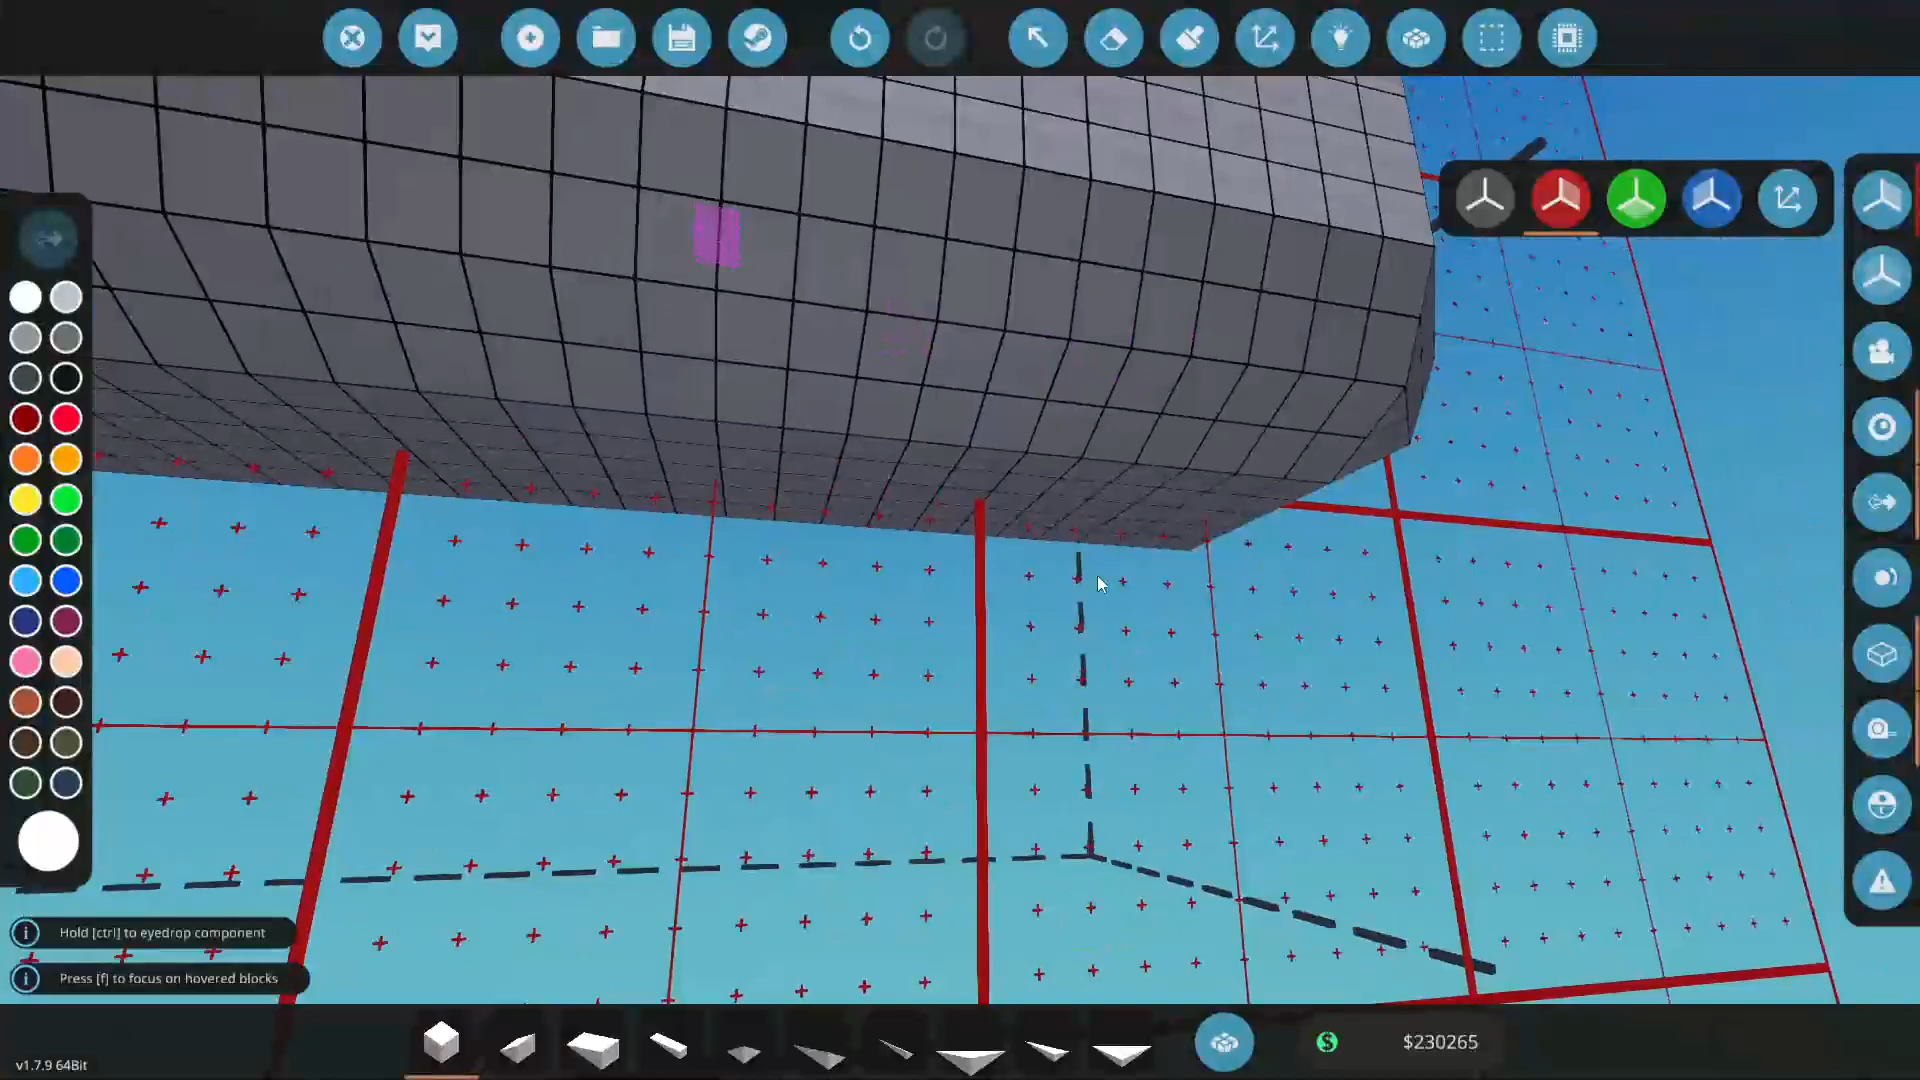 Hold [ctrl] to eyedrop component
Press [f] to focus on hovered blocks
$230265
v1.7.9 64Bit